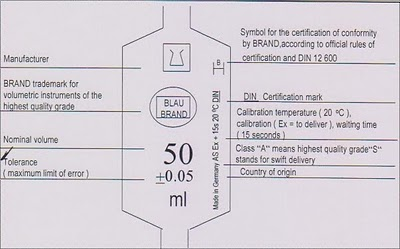 Symbol for the certification of conformity
by BRAND,according to official rules of
certification and DIN 12 600
Manufacturer
H
B
BRAND trademark for
volumetric instruments of the
highest quality grade
BLAU
BRAND
DIN Certification mark
Calibration temperature ( 20 °C ),
calibration ( Ex = to deliver ), waiting time
( 15 seconds )
Nominal volume
50
±0.05
ml
Made in Germany AS Ex + 15s 20 °C DIN
Class "A" means highest quality grade"S"
stands for swift delivery
Tolerance
( maximum limit of error )
Country of origin